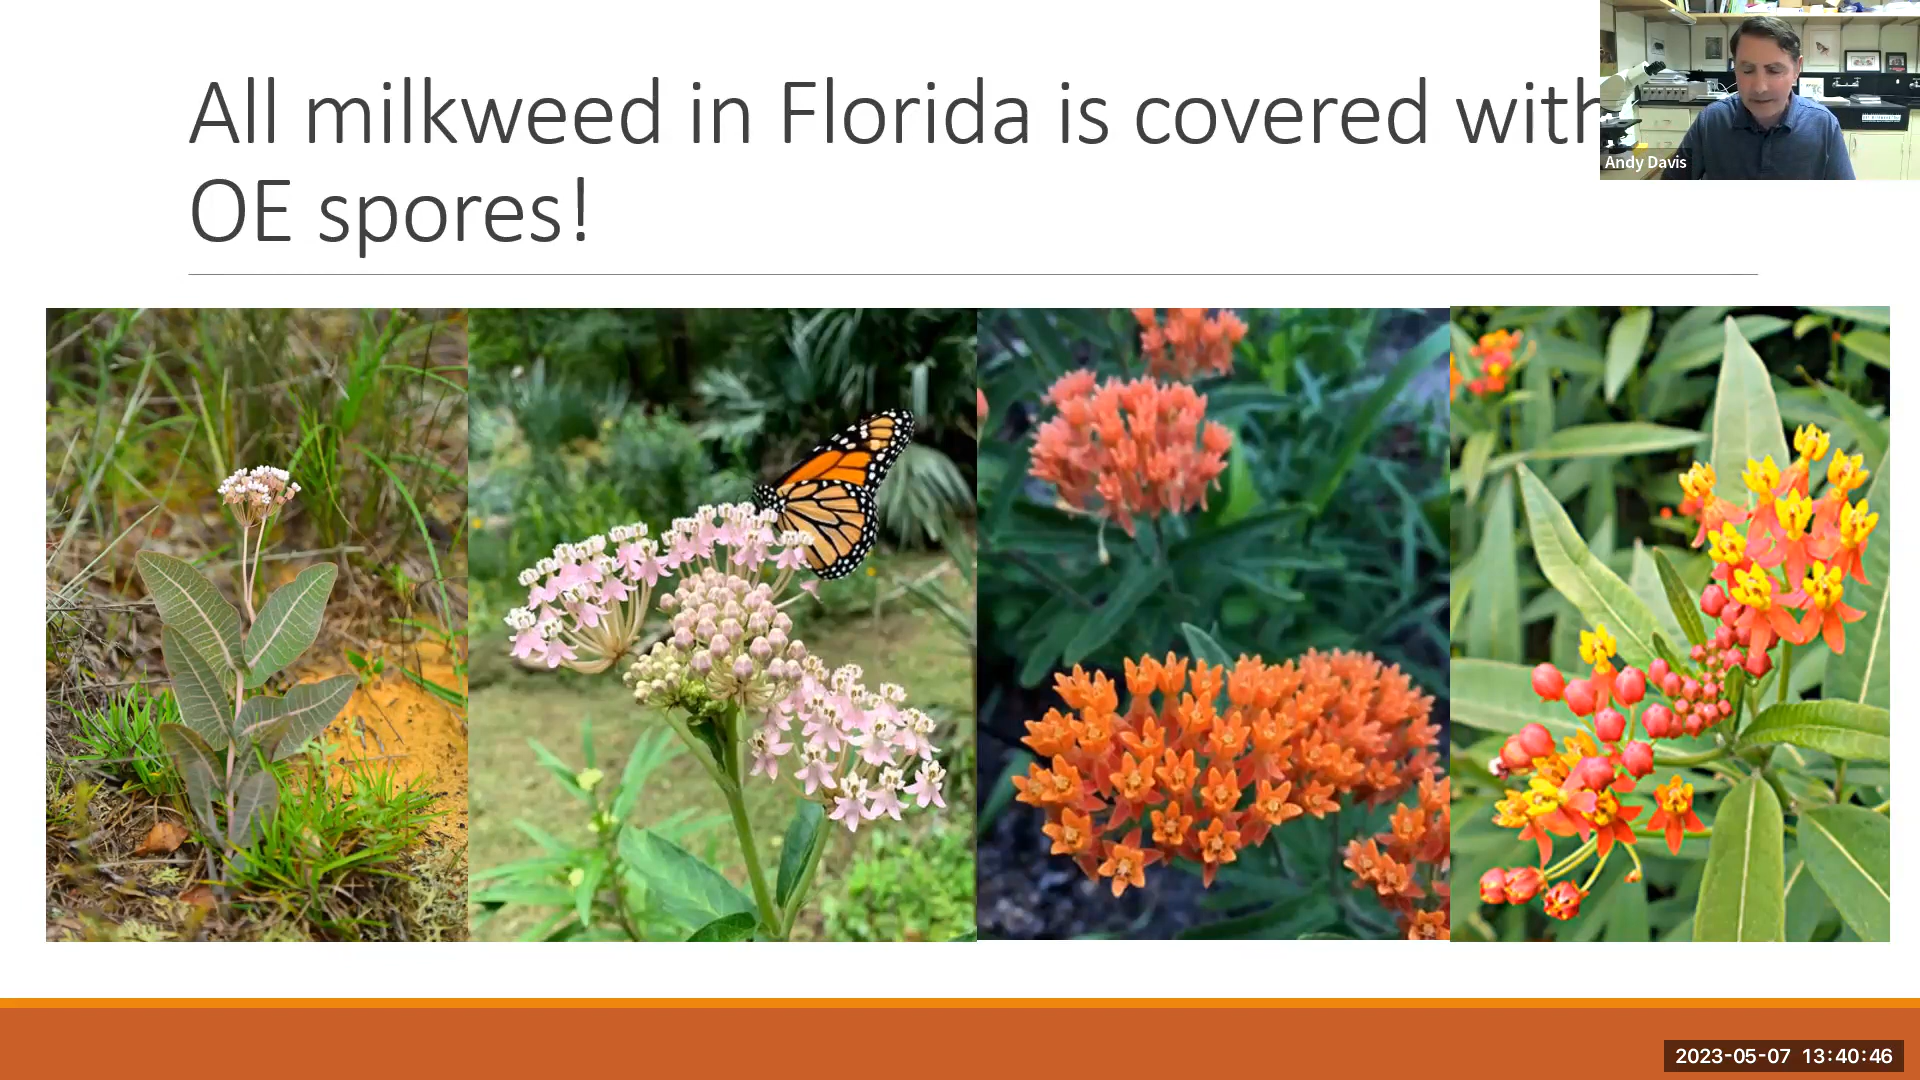 All milkweed in Florida is covered with
OE spores!
Andy Davis
2023-05-07 13:40:46